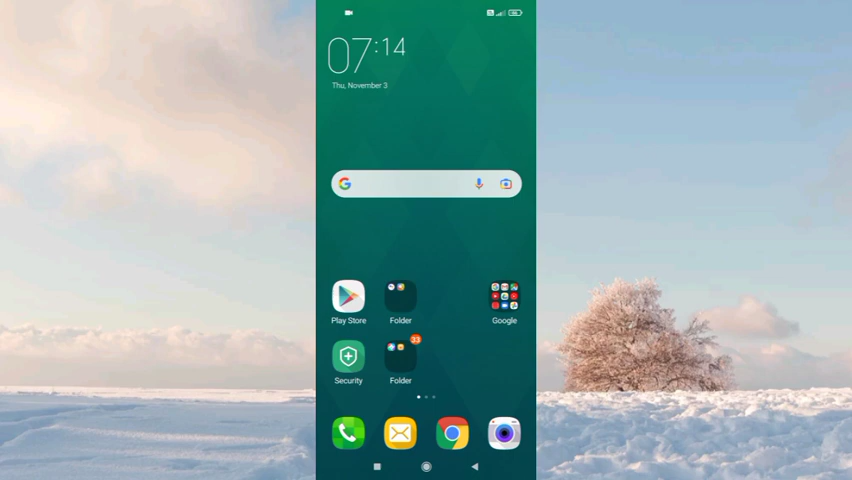 07:14
Thu, November 3
Play Store
Folder
Google
33
Security
Folder